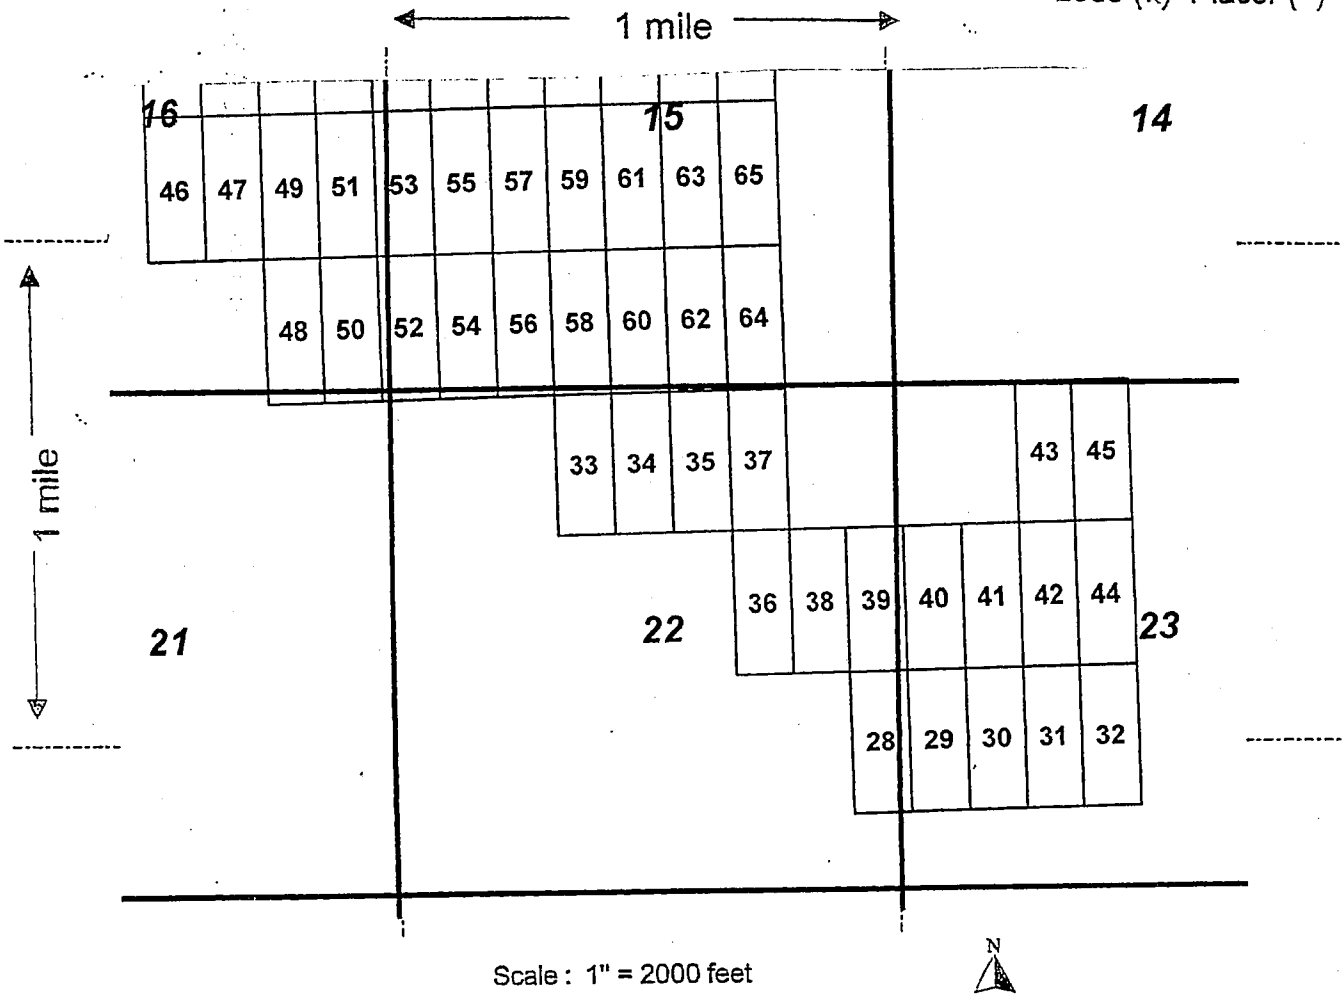 1 mile
16 15 14
46 47 49 51 53 55 57 59 61 63 65
48 50 52 54 56 58 60 62 64
1 mile
33 34 35 37 43 45
36 38 39 40 41 42 44
21 22 23
28 29 30 31 32
Scale : 1" = 2000 feet
N